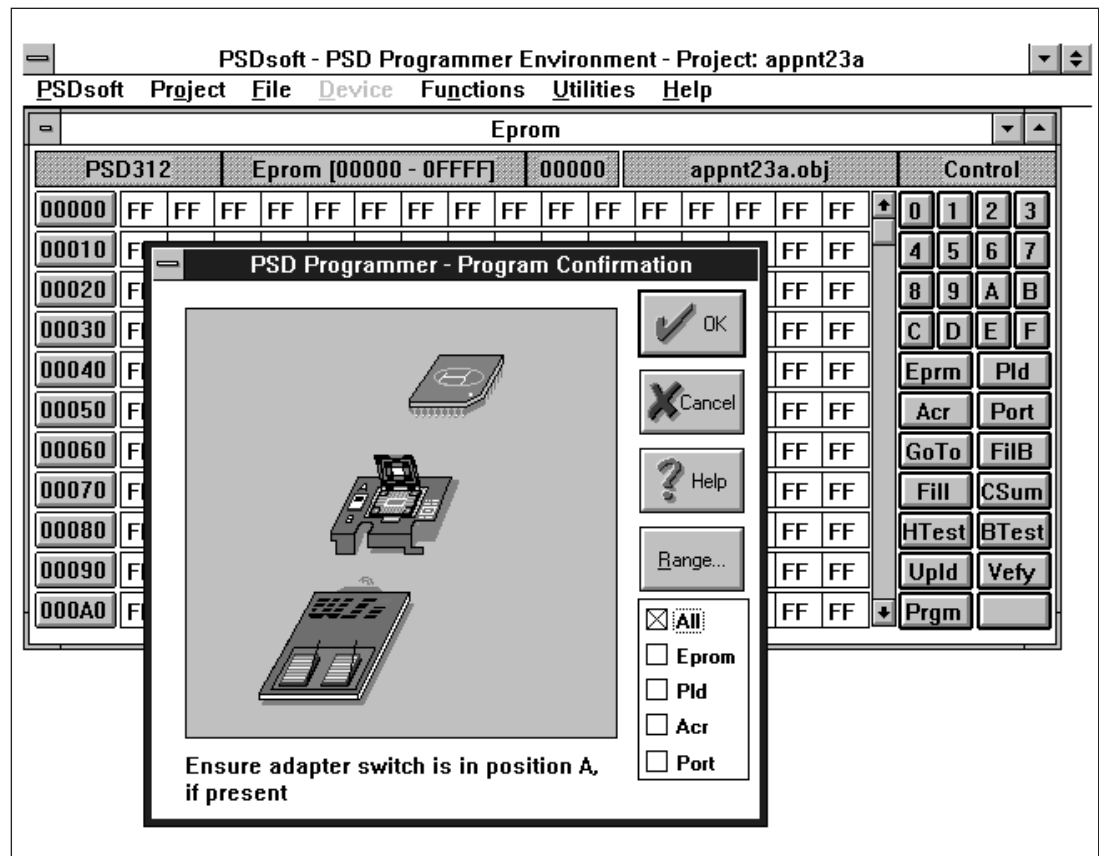 PSDsoft - PSD Programmer Environment - Project: appnt23a
PSDsoft Project File Device Functions Utilities Help
Eprom
PSD312 Eprom [00000 - 0FFFF] 00000 appnt23a.obj Control
00000 FF FF FF FF FF FF FF FF FF FF FF FF FF FF FF FF 0 1 2 3
00010 FF FF 4 5 6 7
00020 FF FF 8 9 A B
00030 FF FF C D E F
00040 FF FF Eprm Pld
00050 FF FF Acr Port
00060 FF FF GoTo FilB
00070 FF FF Fill CSum
00080 FF FF HTest BTest
00090 FF FF Upld Vefy
000A0 FF FF Prgm
PSD Programmer - Program Confirmation
OK
Cancel
Help
Range...
All
Eprom
Pld
Acr
Port
Ensure adapter switch is in position A,
if present